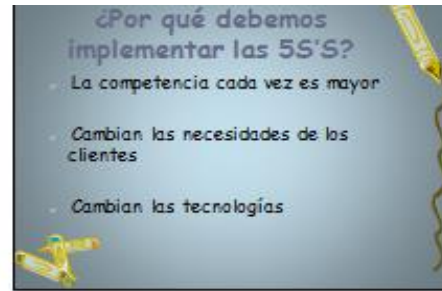 ¿Por qué debemos
implementar las 5S'S?
La competencia cada vez es mayor
Cambian las necesidades de los
clientes
Cambian las tecnologías